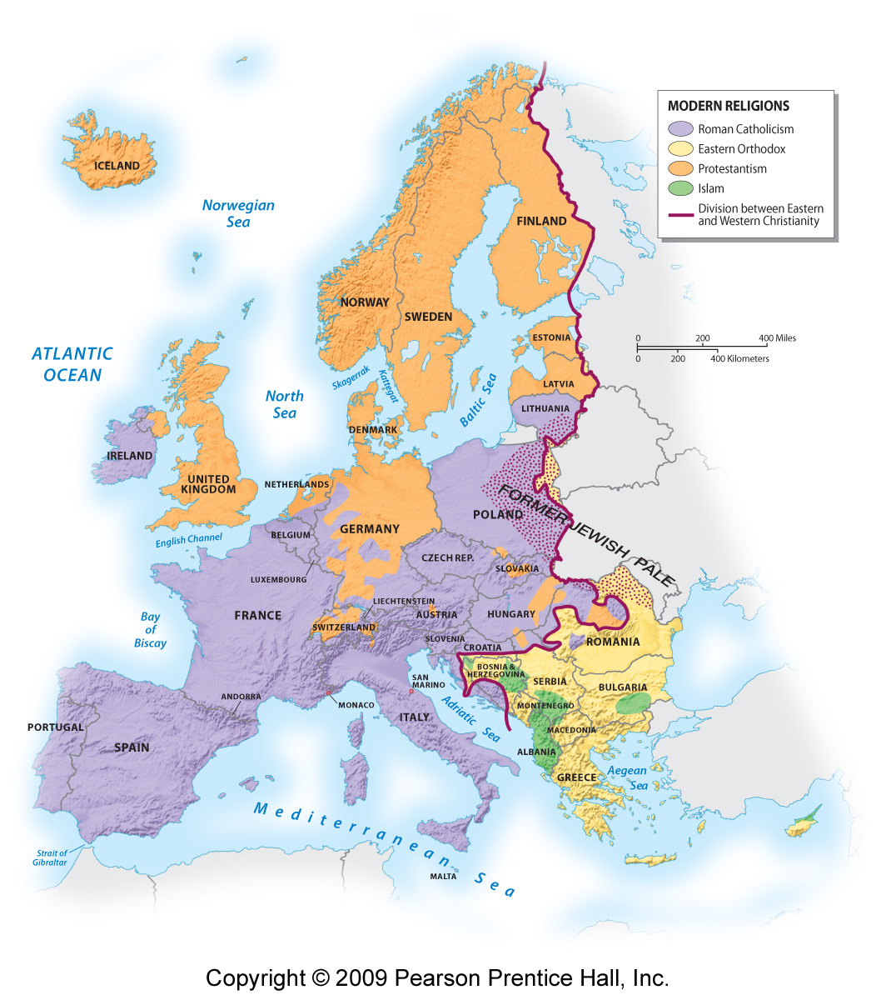 MODERN RELIGIONS
Roman Catholicism
Eastern Orthodox
Protestantism
Islam
Division between Eastern
and Western Christianity
ICELAND
Norwegian
Sea
FINLAND
NORWAY
SWEDEN
ATLANTIC
OCEAN
ESTONIA
0 200 400 Miles
0 200 400 Kilometers
Skagerrak
Kattegat
Baltic Sea
LATVIA
North
Sea
LITHUANIA
DENMARK
IRELAND
UNITED
KINGDOM
NETHERLANDS
FORMER JEWISH PALE
POLAND
GERMANY
English Channel
BELGIUM
CZECH REP.
SLOVAKIA
LUXEMBOURG
LIECHTENSTEIN
FRANCE
AUSTRIA
HUNGARY
Bay
of
Biscay
SWITZERLAND
SLOVENIA
CROATIA
ROMANIA
BOSNIA &
HERZEGOVINA
SAN
MARINO
SERBIA
BULGARIA
ANDORRA
MONACO
Adriatic Sea
MONTENEGRO
ITALY
PORTUGAL
SPAIN
MACEDONIA
ALBANIA
GREECE
Aegean
Sea
Mediterranean Sea
Strait of
Gibraltar
MALTA
Copyright © 2009 Pearson Prentice Hall, Inc.